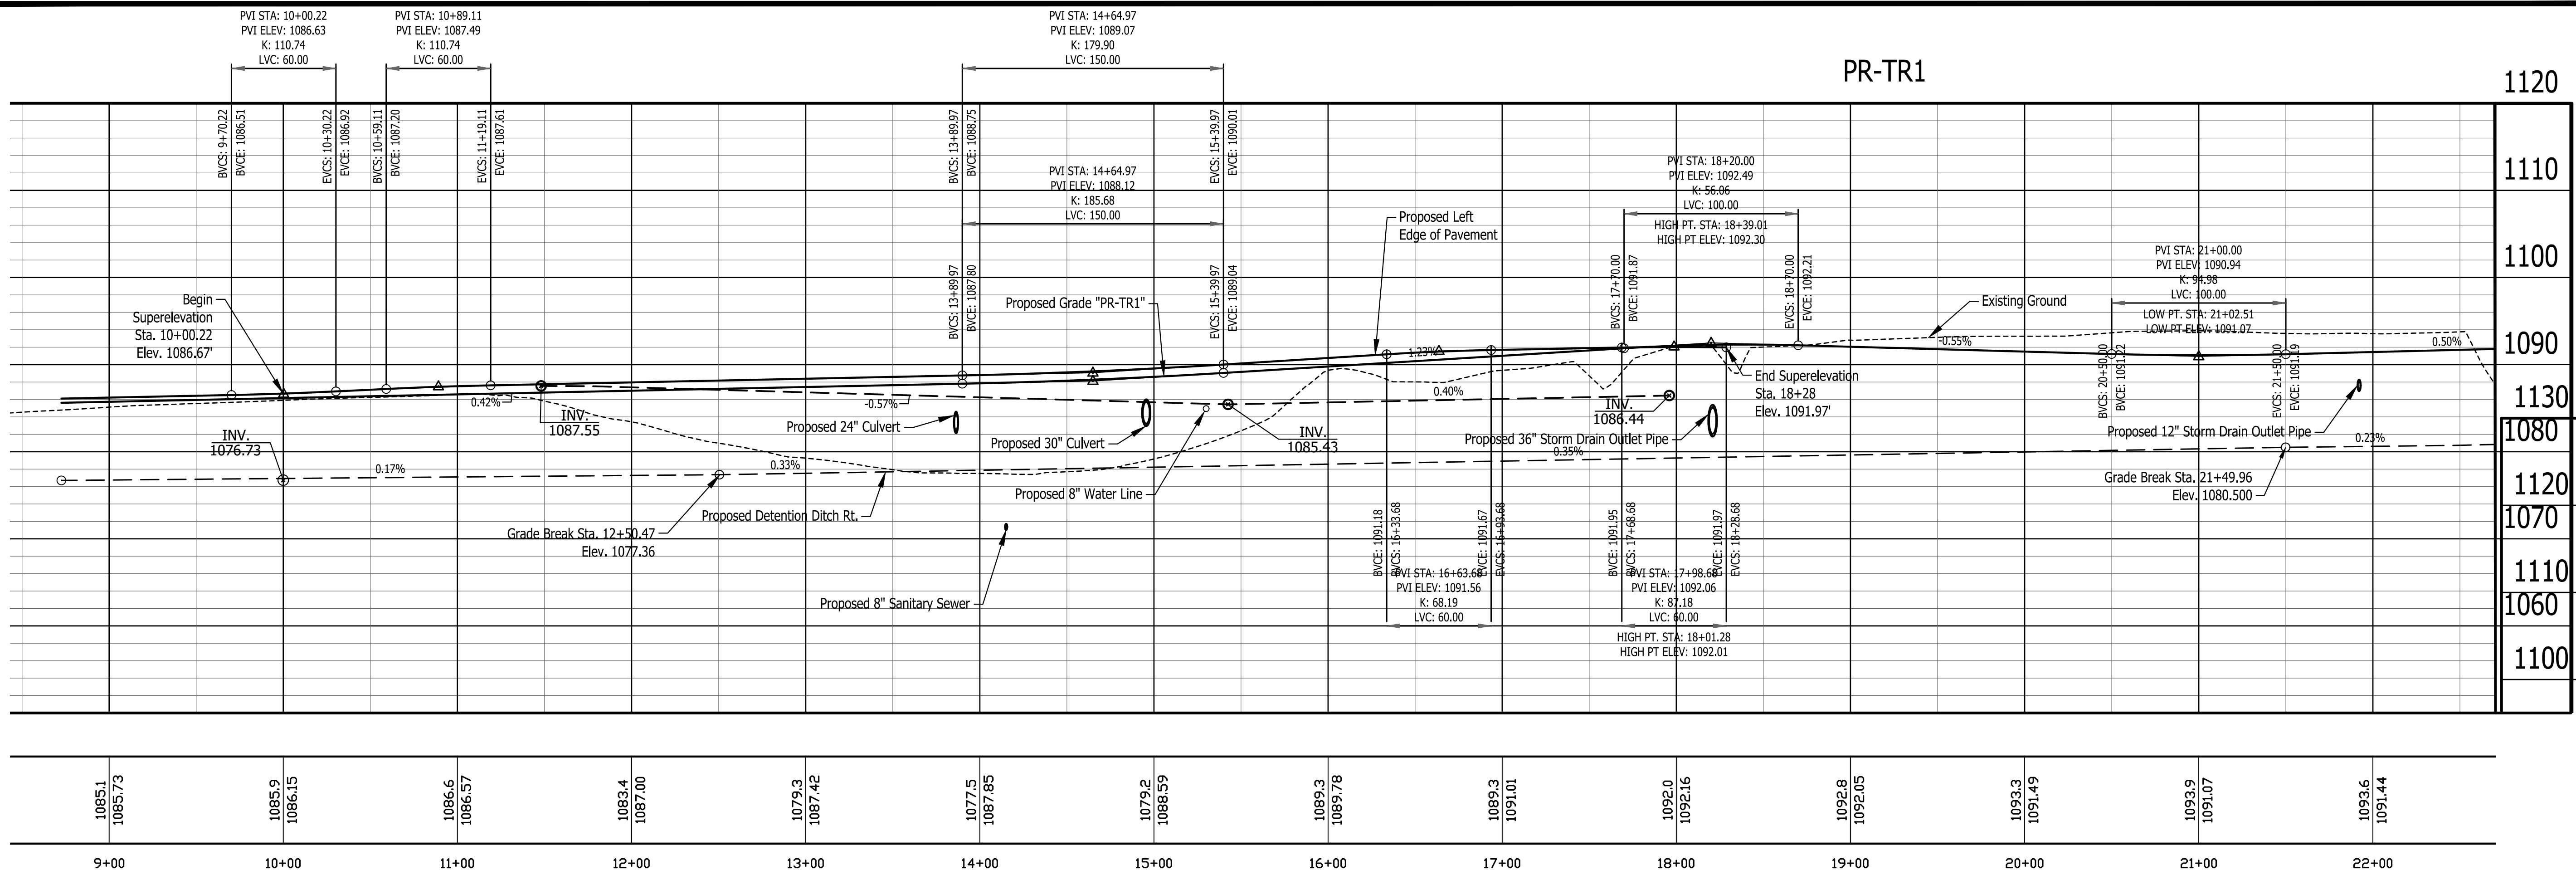 PVI STA: 10+00.22
PVI ELEV: 1086.63
K: 110.74
LVC: 60.00
PVI STA: 10+89.11
PVI ELEV: 1087.49
K: 110.74
LVC: 60.00
PVI STA: 14+64.97
PVI ELEV: 1089.07
K: 179.90
LVC: 150.00
PR-TR1
BVCS: 9+70.22
BVCE: 1086.51
EVCS: 10+30.22
EVCE: 1086.92
BVCS: 10+59.11
BVCE: 1087.20
EVCS: 11+19.11
EVCE: 1087.61
BVCS: 13+89.97
BVCE: 1088.75
EVCS: 15+39.97
EVCE: 1090.01
PVI STA: 14+64.97
PVI ELEV: 1088.12
K: 185.68
LVC: 150.00
BVCS: 13+89.97
BVCE: 1087.80
EVCS: 15+39.97
EVCE: 1089.04
PVI STA: 18+20.00
PVI ELEV: 1092.49
K: 56.06
LVC: 100.00
HIGH PT. STA: 18+39.01
HIGH PT ELEV: 1092.30
BVCS: 17+70.00
BVCE: 1091.87
EVCS: 18+70.00
EVCE: 1092.21
PVI STA: 21+00.00
PVI ELEV: 1090.94
K: 94.98
LVC: 100.00
LOW PT. STA: 21+02.51
LOW PT ELEV: 1091.07
BVCS: 20+50.00
BVCE: 1091.22
EVCS: 21+50.00
EVCE: 1091.19
Begin
Superelevation
Sta. 10+00.22
Elev. 1086.67'
Proposed Left
Edge of Pavement
Proposed Grade "PR-TR1"
Existing Ground
1.23%
-0.55%
0.50%
0.42%
-0.57%
0.40%
INV.
1087.55
INV.
1076.73
INV.
1085.43
INV.
1086.44
Proposed 24" Culvert
Proposed 30" Culvert
Proposed 36" Storm Drain Outlet Pipe
End Superelevation
Sta. 18+28
Elev. 1091.97'
Proposed 12" Storm Drain Outlet Pipe
0.17%
0.33%
0.35%
0.23%
Proposed 8" Water Line
Proposed Detention Ditch Rt.
Grade Break Sta. 12+50.47
Elev. 1077.36
Grade Break Sta. 21+49.96
Elev. 1080.500
Proposed 8" Sanitary Sewer
BVCE: 1091.18
BVCS: 16+33.68
EVCE: 1091.67
EVCS: 16+93.68
PVI STA: 16+63.68
PVI ELEV: 1091.56
K: 68.19
LVC: 60.00
BVCE: 1091.95
BVCS: 17+68.68
EVCE: 1091.97
EVCS: 18+28.68
PVI STA: 17+98.68
PVI ELEV: 1092.06
K: 87.18
LVC: 60.00
HIGH PT. STA: 18+01.28
HIGH PT ELEV: 1092.01
1120
1110
1100
1090
1130
1080
1120
1070
1110
1060
1100
1085.1
1085.73
1085.9
1086.15
1086.6
1086.57
1083.4
1087.00
1079.3
1087.42
1077.5
1087.85
1079.2
1088.59
1089.3
1089.78
1089.3
1091.01
1092.0
1092.16
1092.8
1092.05
1093.3
1091.49
1093.9
1091.07
1093.6
1091.44
9+00
10+00
11+00
12+00
13+00
14+00
15+00
16+00
17+00
18+00
19+00
20+00
21+00
22+00